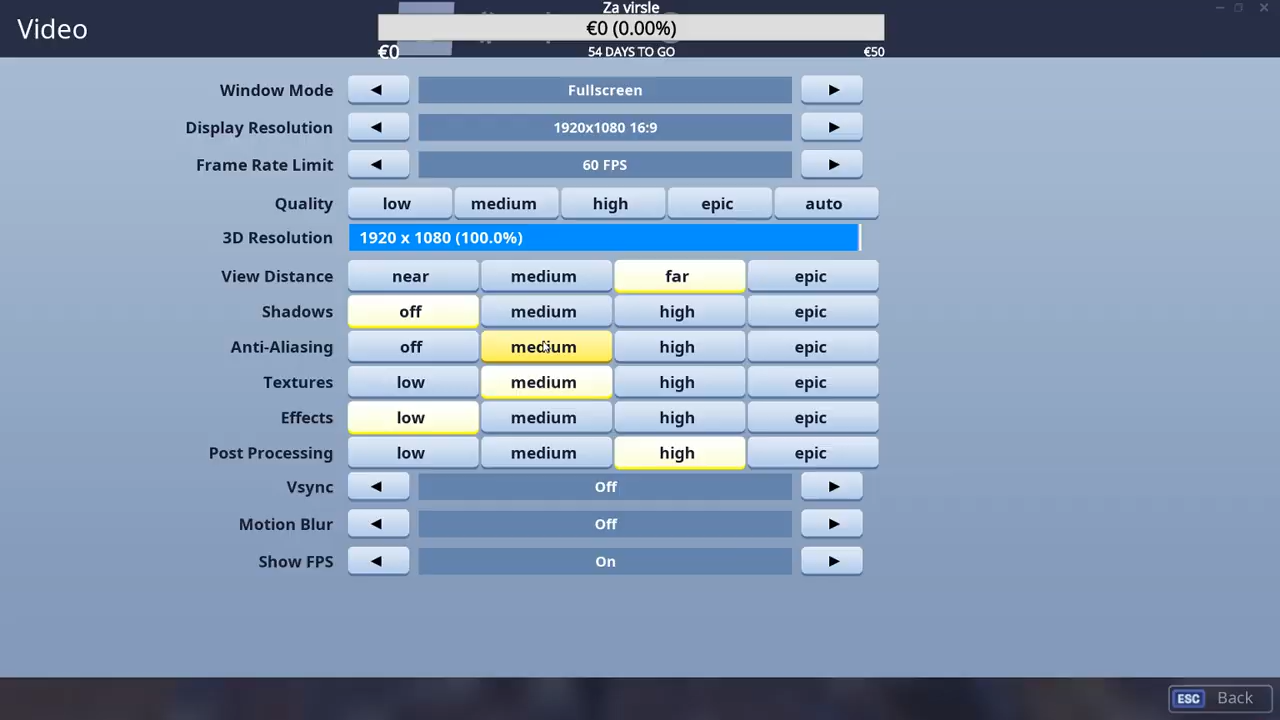 Za virsle
Video
€0 (0.00%)
€0 54 DAYS TO GO €50
Window Mode ◄ Fullscreen ►
Display Resolution ◄ 1920x1080 16:9 ►
Frame Rate Limit ◄ 60 FPS ►
Quality low medium high epic auto
3D Resolution 1920 x 1080 (100.0%)
View Distance near medium far epic
Shadows off medium high epic
Anti-Aliasing off medium high epic
Textures low medium high epic
Effects low medium high epic
Post Processing low medium high epic
Vsync ◄ Off ►
Motion Blur ◄ Off ►
Show FPS ◄ On ►
ESC Back